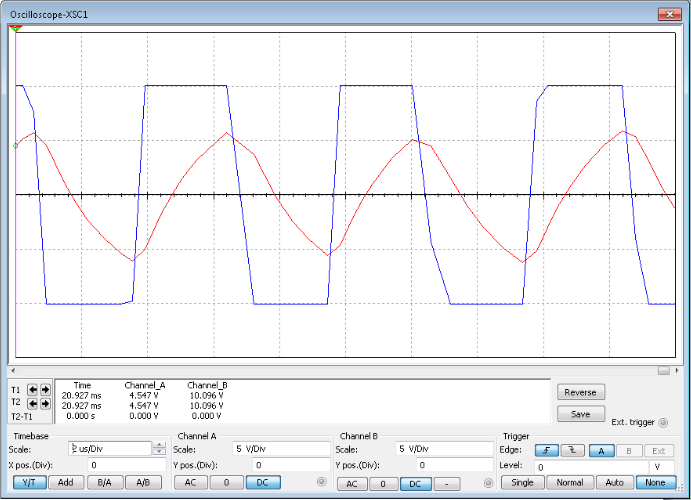 Oscilloscope-XSC1
Time Channel_A Channel_B
T1 20.927 ms 4.547 V 10.096 V
T2 20.927 ms 4.547 V 10.096 V
T2-T1 0.000 s 0.000 V 0.000 V
Reverse
Save
Ext. trigger
Timebase
Scale: us/Div
X pos.(Div): 0
Y/T Add B/A A/B
Channel A
Scale: 5 V/Div
Y pos.(Div): 0
AC 0 DC
Channel B
Scale: 5 V/Div
Y pos.(Div): 0
AC 0 DC -
Trigger
Edge: A B Ext
Level: 0 V
Single Normal Auto None